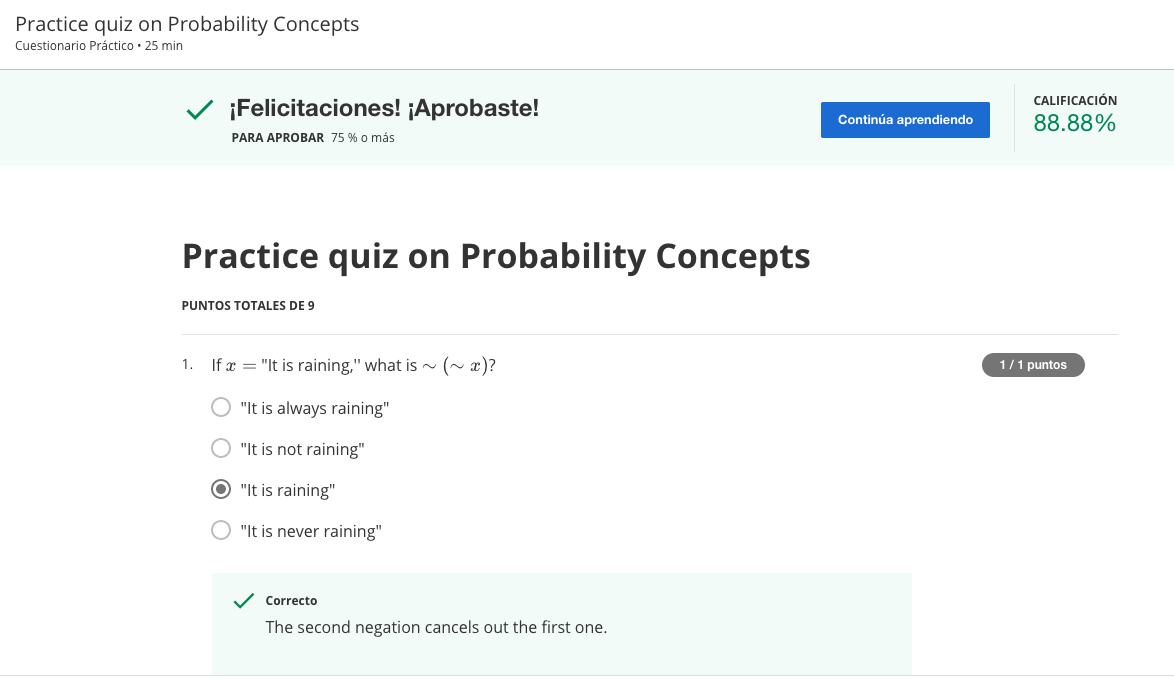 Practice quiz on Probability Concepts
Cuestionario Práctico • 25 min
¡Felicitaciones! ¡Aprobaste!
PARA APROBAR 75 % o más
Continúa aprendiendo
CALIFICACIÓN
88.88%
Practice quiz on Probability Concepts
PUNTOS TOTALES DE 9
1. If x = "It is raining,'' what is ∼ (∼ x)?
1 / 1 puntos
"It is always raining"
"It is not raining"
"It is raining"
"It is never raining"
Correcto
The second negation cancels out the first one.